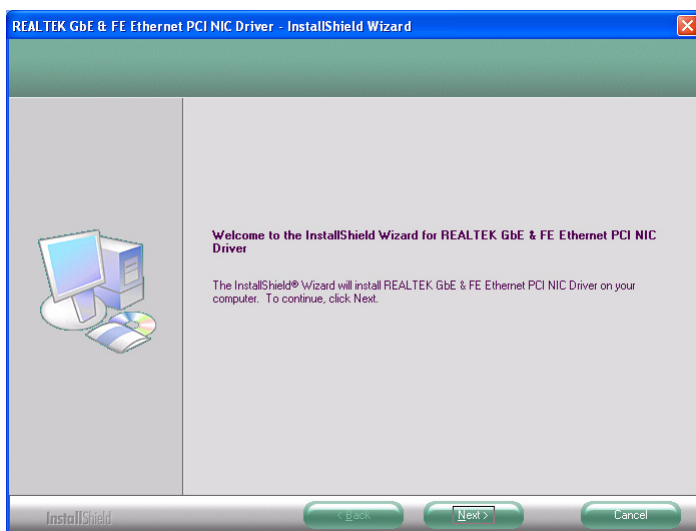 REALTEK GbE & FE Ethernet PCI NIC Driver - InstallShield Wizard
Welcome to the InstallShield Wizard for REALTEK GbE & FE Ethernet PCI NIC
Driver
The InstallShield® Wizard will install REALTEK GbE & FE Ethernet PCI NIC Driver on your
computer. To continue, click Next.
InstallShield
< Back
Next >
Cancel